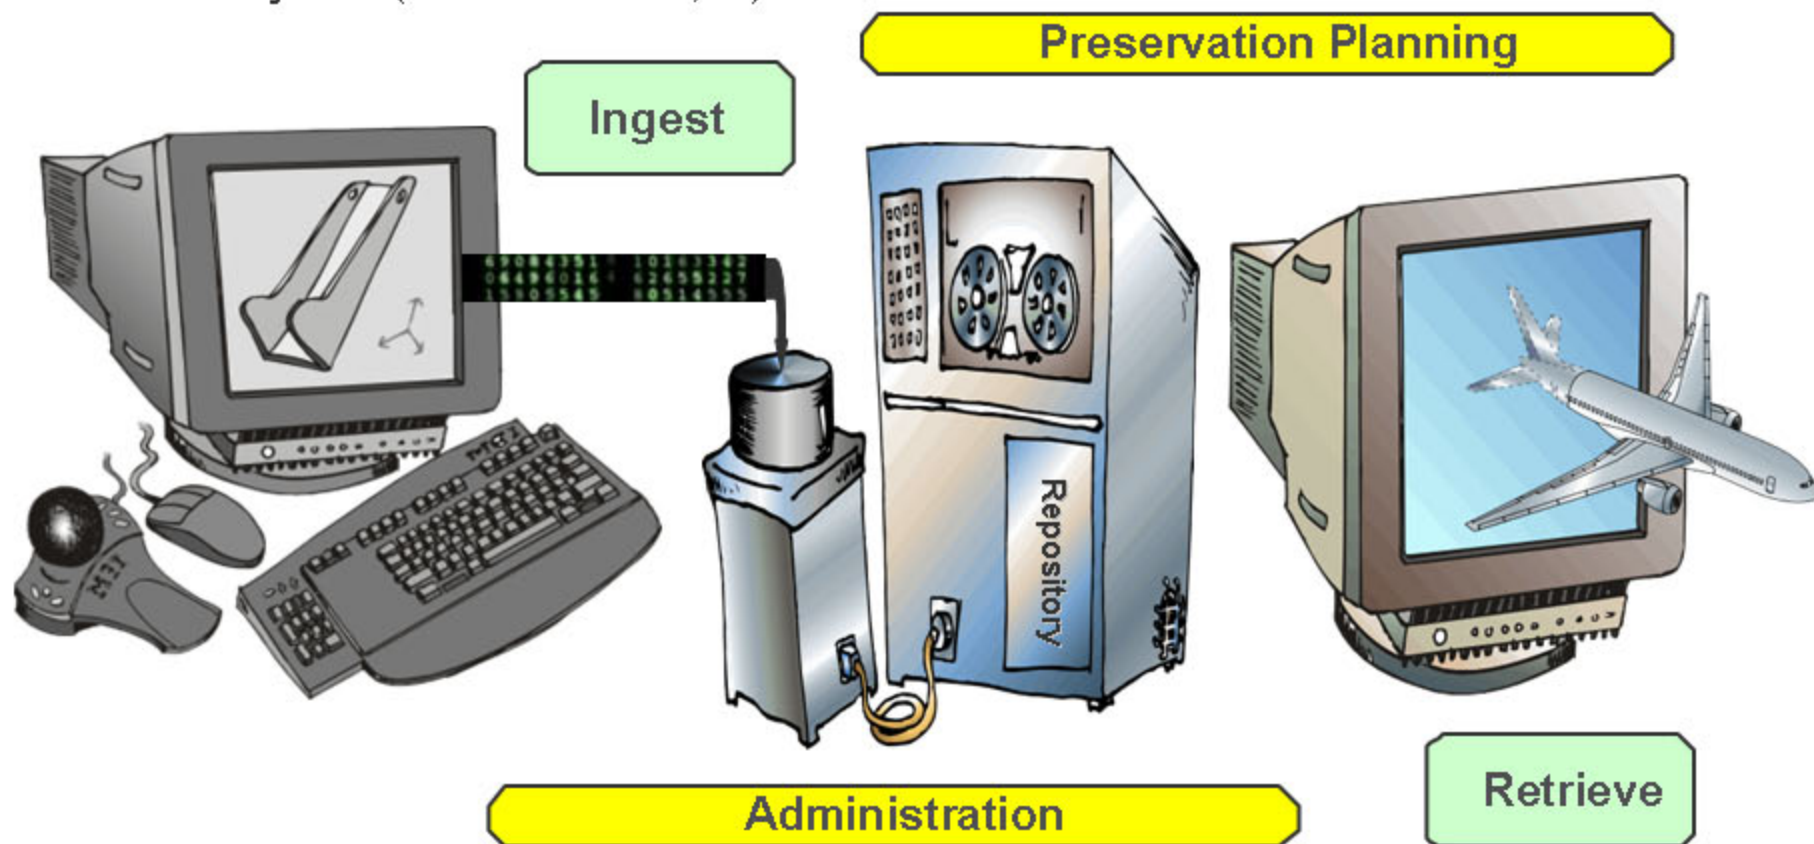 Preservation Planning
Ingest
Repository
Administration
Retrieve